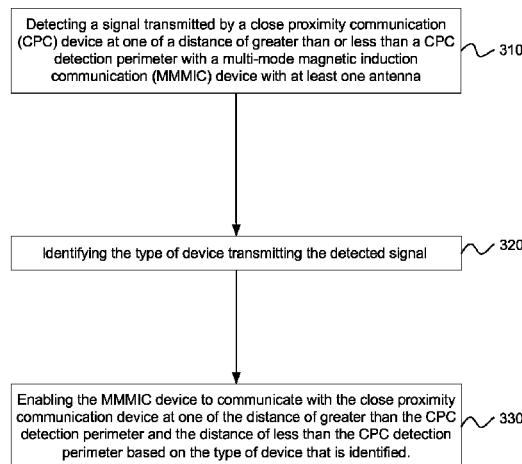 Detecting a signal transmitted by a close proximity communication
(CPC) device at one of a distance of greater than or less than a CPC
detection perimeter with a multi-mode magnetic induction
communication (MMMIC) device with at least one antenna
310
Identifying the type of device transmitting the detected signal
320
Enabling the MMMIC device to communicate with the close proximity
communication device at one of the distance of greater than the CPC
detection perimeter and the distance of less than the CPC detection
perimeter based on the type of device that is identified.
330